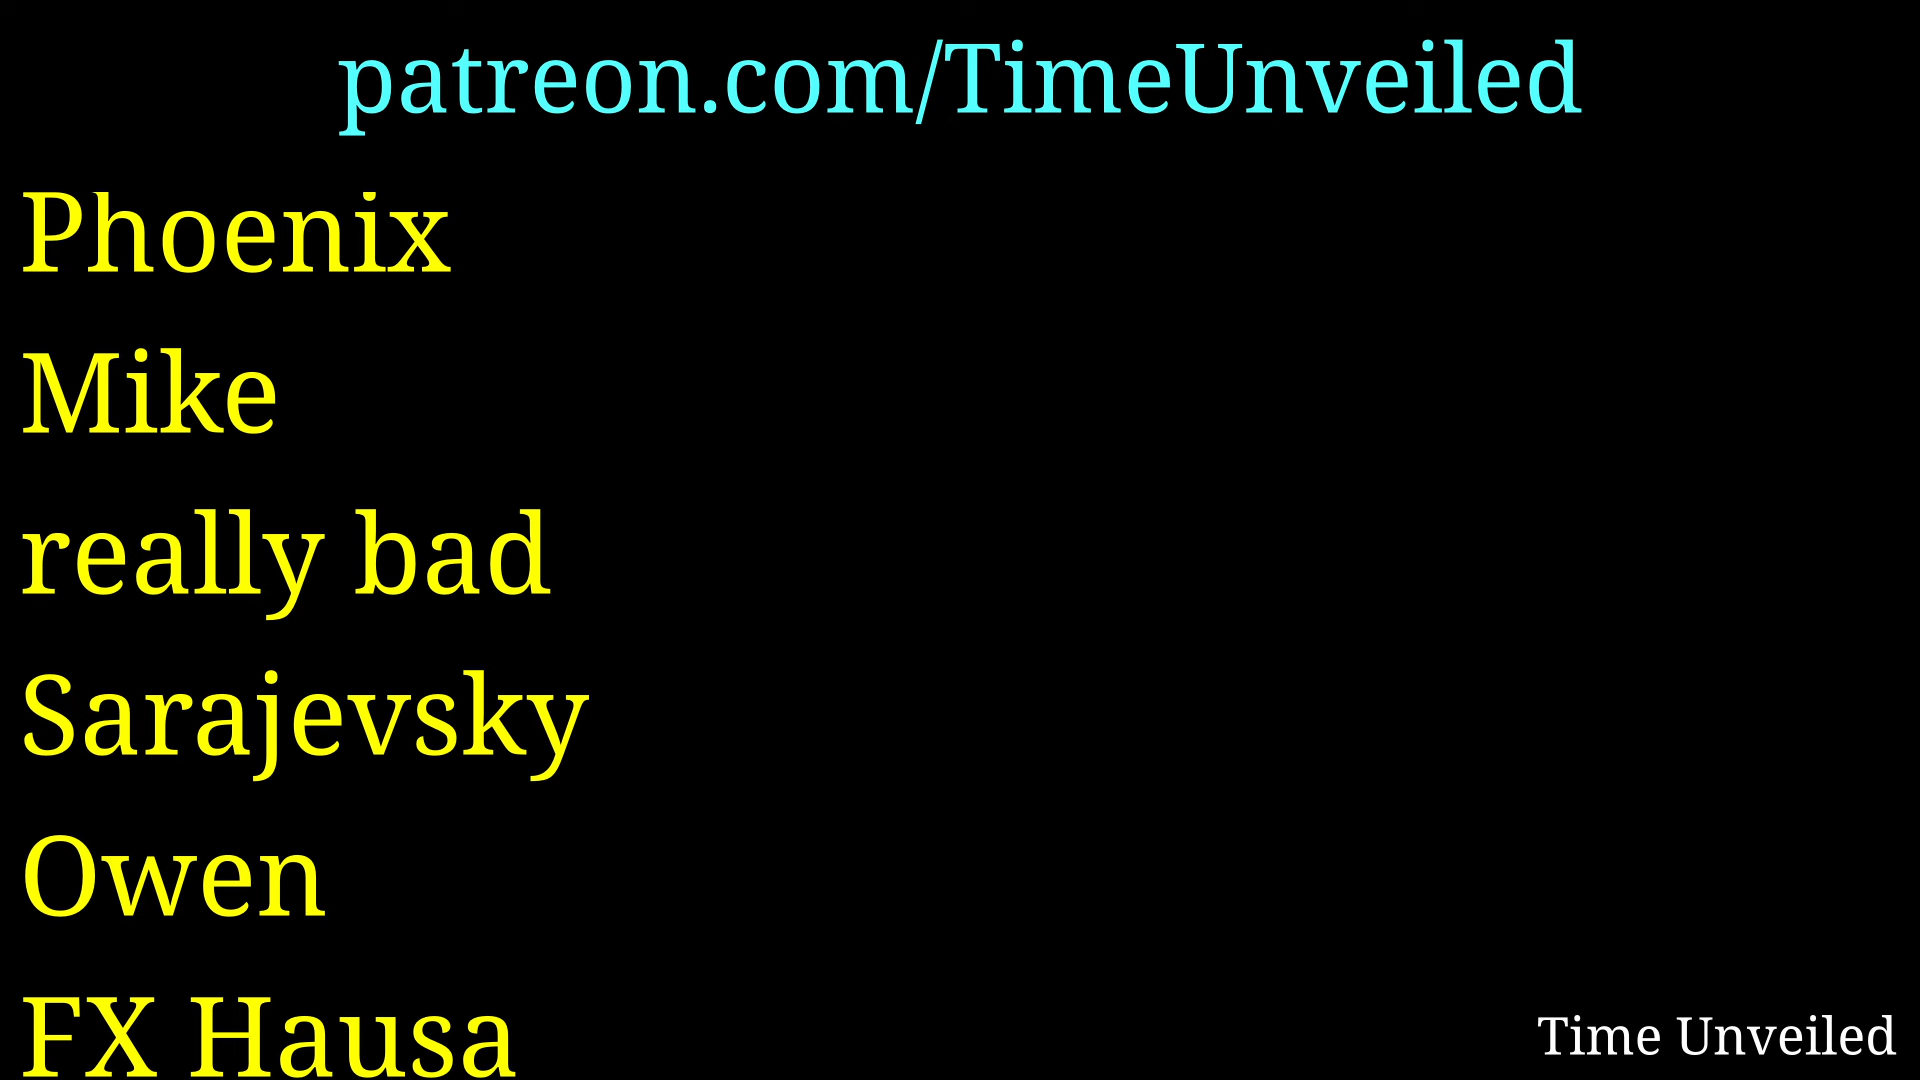 patreon.com/TimeUnveiled
Phoenix
Mike
really bad
Sarajevsky
Owen
FX Hausa
Time Unveiled